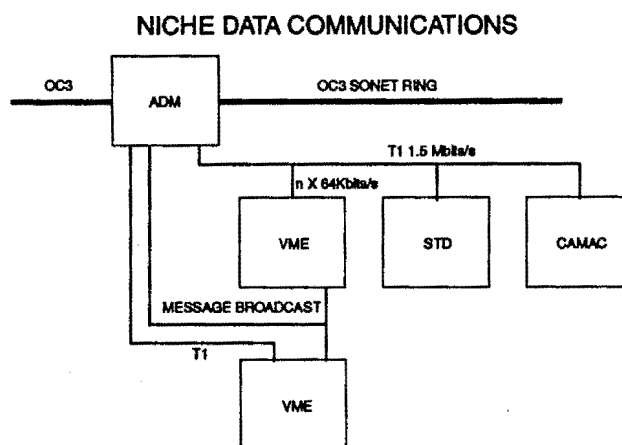 NICHE DATA COMMUNICATIONS
OC3
ADM
OC3 SONET RING
T1 1.5 Mbits/s
n X 64Kbits/s
VME
STD
CAMAC
MESSAGE BROADCAST
T1
VME